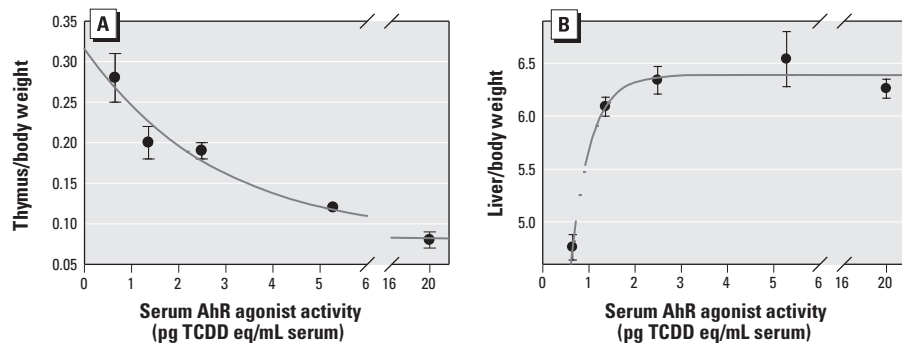 A
Thymus/body weight
0.35
0.30
0.25
0.20
0.15
0.10
0.05
0 1 2 3 4 5 6 16 20
Serum AhR agonist activity
(pg TCDD eq/mL serum)
B
Liver/body weight
6.5
6.0
5.5
5.0
0 1 2 3 4 5 6 16 20
Serum AhR agonist activity
(pg TCDD eq/mL serum)